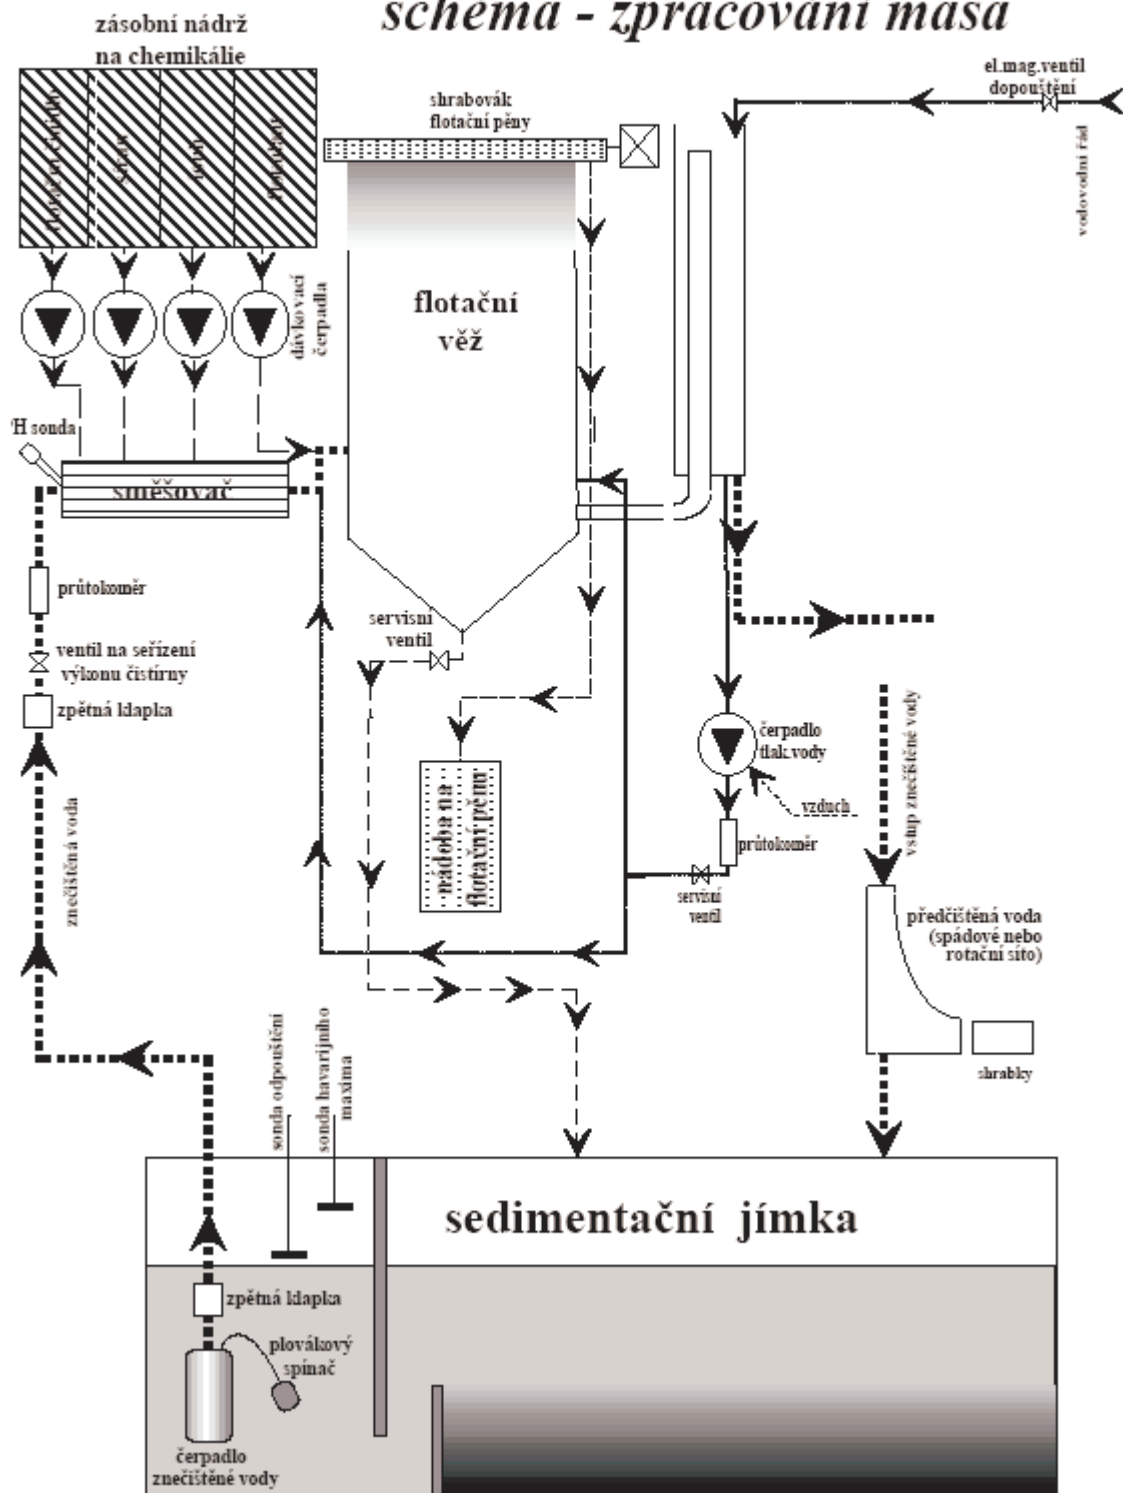 schema - zpracování masa
zásobní nádrž
na chemikálie
el.mag.ventil
dopouštění
shrabovák
flotační pěny
vodovodní řád
flotační
věž
dávkovací
čerpadla
H sonda
směšovač
průtokoměr
servisní
ventil
ventil na seřízení
výkonu čistírny
zpětná klapka
čerpadlo
tlak.vody
vstup znečištěné vody
vzduch
nádoba na
flotační pěnu
průtokoměr
znečištěná voda
servisní
ventil
předčištěná voda
(spádové nebo
rotační síto)
sonda odpouštění
sonda havarijního
maxima
shrabky
sedimentační jímka
zpětná klapka
plovákový
spínač
čerpadlo
znečištěné vody